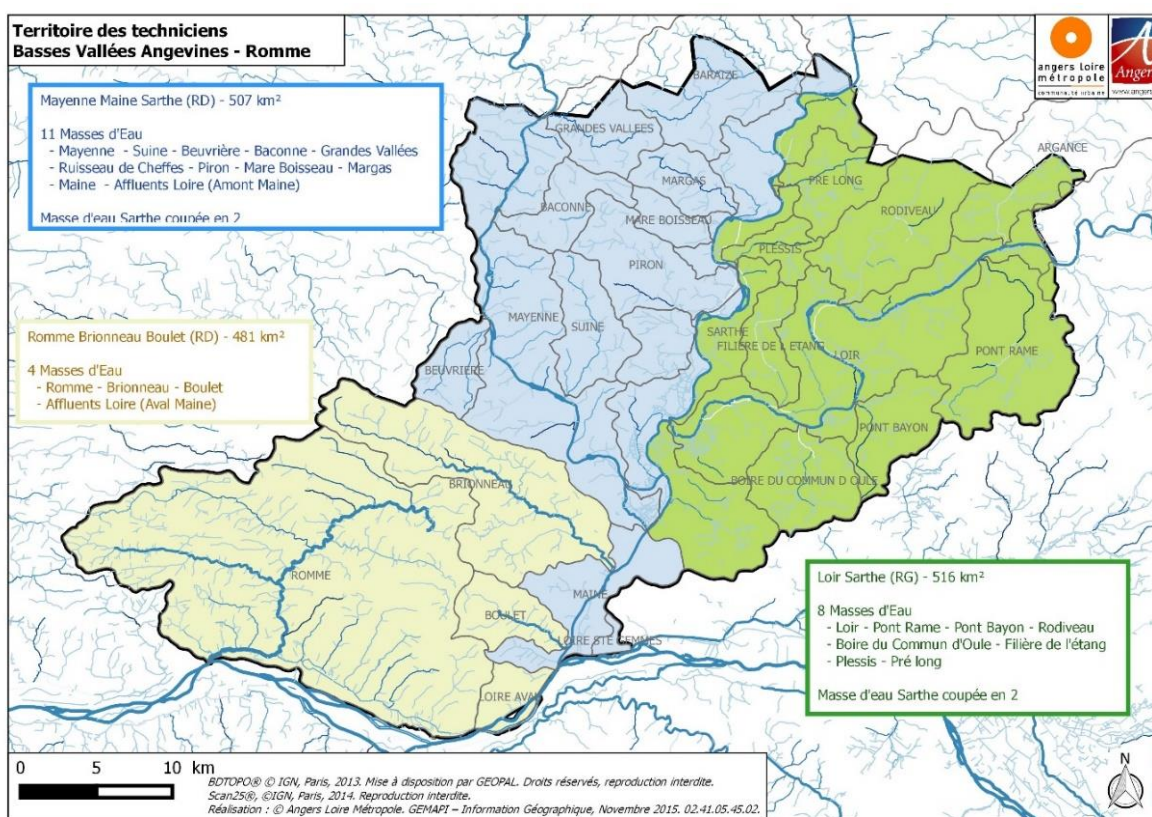 Territoire des techniciens
Basses Vallées Angevines - Romme
angers loire
métropole
communauté urbaine
Angers
www.angers
Mayenne Maine Sarthe (RD) - 507 km²
11 Masses d'Eau
- Mayenne - Suine - Beuvrière - Baconne - Grandes Vallées
- Ruisseau de Cheffes - Piron - Mare Boisseau - Margas
- Maine - Affluents Loire (Amont Maine)
Masse d'eau Sarthe coupée en 2
BARAIZE
GRANDES VALLEES
ARGANCE
MARGAS
PRE LONG
BACONNE
MARE BOISSEAU
RODIVEAU
PLESSIS
PIRON
MAYENNE
SUINE
SARTHE
FILIERE DE L ETANG
LOIR
PONT RAME
BEUVRIERE
Romme Brionneau Boulet (RD) - 481 km²
4 Masses d'Eau
- Romme - Brionneau - Boulet
- Affluents Loire (Aval Maine)
PONT BAYON
BOIRE DU COMMUN D OULE
BRIONNEAU
ROMME
MAINE
BOULET
LOIRE STE GEMMES
LOIRE AVAL
Loir Sarthe (RG) - 516 km²
8 Masses d'Eau
- Loir - Pont Rame - Pont Bayon - Rodiveau
- Boire du Commun d'Oule - Filière de l'étang
- Plessis - Pré long
Masse d'eau Sarthe coupée en 2
0 5 10 km
BDTOPO® © IGN, Paris, 2013. Mise à disposition par GEOPAL. Droits réservés, reproduction interdite.
Scan25®, ©IGN, Paris, 2014. Reproduction interdite.
Réalisation : © Angers Loire Métropole. GEMAPI – Information Géographique, Novembre 2015. 02.41.05.45.02.
N